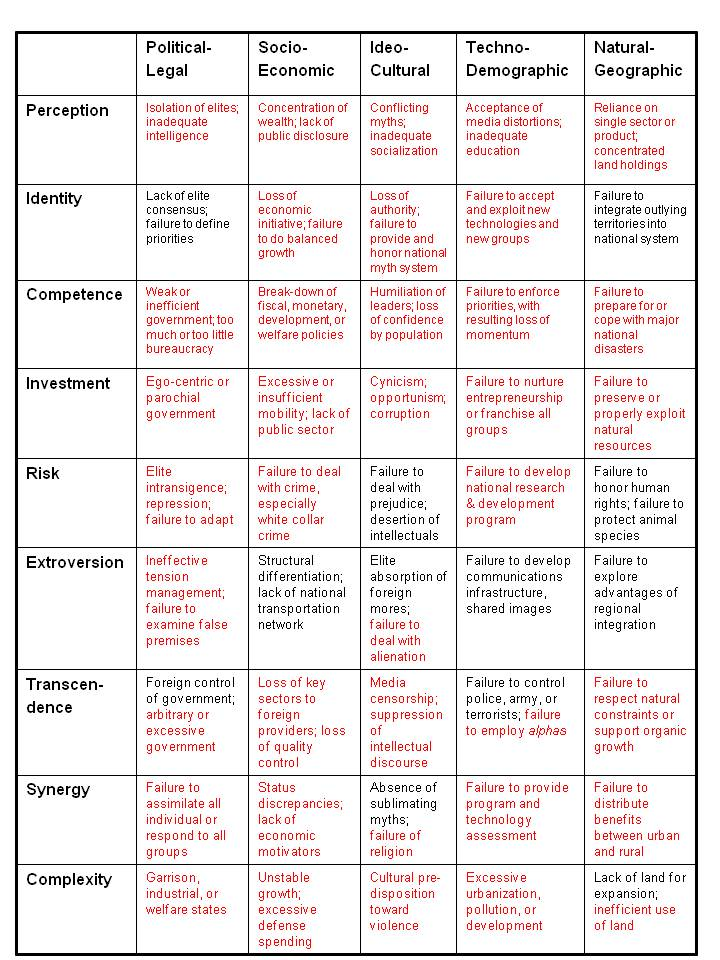 Political-
Legal
Socio-
Economic
Ideo-
Cultural
Techno-
Demographic
Natural-
Geographic
Perception
Isolation of elites;
inadequate
intelligence
Concentration of
wealth; lack of
public disclosure
Conflicting
myths;
inadequate
socialization
Acceptance of
media distortions;
inadequate
education
Reliance on
single sector or
product;
concentrated
land holdings
Identity
Lack of elite
consensus;
failure to define
priorities
Loss of
economic
initiative; failure
to do balanced
growth
Loss of
authority;
failure to
provide and
honor national
myth system
Failure to accept
and exploit new
technologies and
new groups
Failure to
integrate outlying
territories into
national system
Competence
Weak or
inefficient
government; too
much or too little
bureaucracy
Break-down of
fiscal, monetary,
development, or
welfare policies
Humiliation of
leaders; loss
of confidence
by population
Failure to enforce
priorities, with
resulting loss of
momentum
Failure to
prepare for or
cope with major
national
disasters
Investment
Ego-centric or
parochial
government
Excessive or
insufficient
mobility; lack of
public sector
Cynicism;
opportunism;
corruption
Failure to nurture
entrepreneurship
or franchise all
groups
Failure to
preserve or
properly exploit
natural
resources
Risk
Elite
intransigence;
repression;
failure to adapt
Failure to deal
with crime,
especially
white collar
crime
Failure to
deal with
prejudice;
desertion of
intellectuals
Failure to develop
national research
& development
program
Failure to
honor human
rights; failure to
protect animal
species
Extroversion
Ineffective
tension
management;
failure to
examine false
premises
Structural
differentiation;
lack of national
transportation
network
Elite
absorption of
foreign
mores;
failure to
deal with
alienation
Failure to develop
communications
infrastructure,
shared images
Failure to
explore
advantages of
regional
integration
Transcen-
dence
Foreign control
of government;
arbitrary or
excessive
government
Loss of key
sectors to
foreign
providers; loss
of quality
control
Media
censorship;
suppression
of
intellectual
discourse
Failure to control
police, army, or
terrorists; failure
to employ alphas
Failure to
respect natural
constraints or
support organic
growth
Synergy
Failure to
assimilate all
individual or
respond to all
groups
Status
discrepancies;
lack of
economic
motivators
Absence of
sublimating
myths;
failure of
religion
Failure to provide
program and
technology
assessment
Failure to
distribute
benefits
between urban
and rural
Complexity
Garrison,
industrial, or
welfare states
Unstable
growth;
excessive
defense
spending
Cultural pre-
disposition
toward
violence
Excessive
urbanization,
pollution, or
development
Lack of land for
expansion;
inefficient use
of land